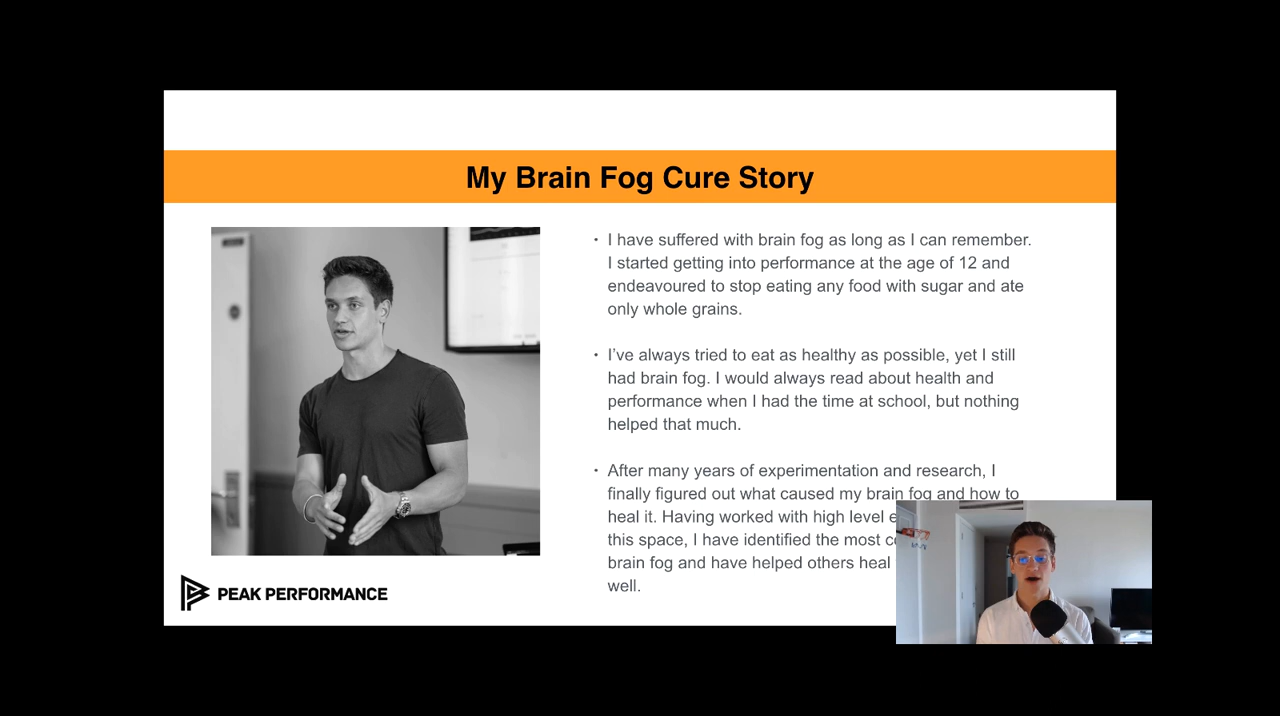 My Brain Fog Cure Story
• I have suffered with brain fog as long as I can remember.
I started getting into performance at the age of 12 and
endeavoured to stop eating any food with sugar and ate
only whole grains.
• I've always tried to eat as healthy as possible, yet I still
had brain fog. I would always read about health and
performance when I had the time at school, but nothing
helped that much.
• After many years of experimentation and research, I
finally figured out what caused my brain fog and how to
heal it. Having worked with high level
this space, I have identified the most
brain fog and have helped others heal
well.
PEAK PERFORMANCE